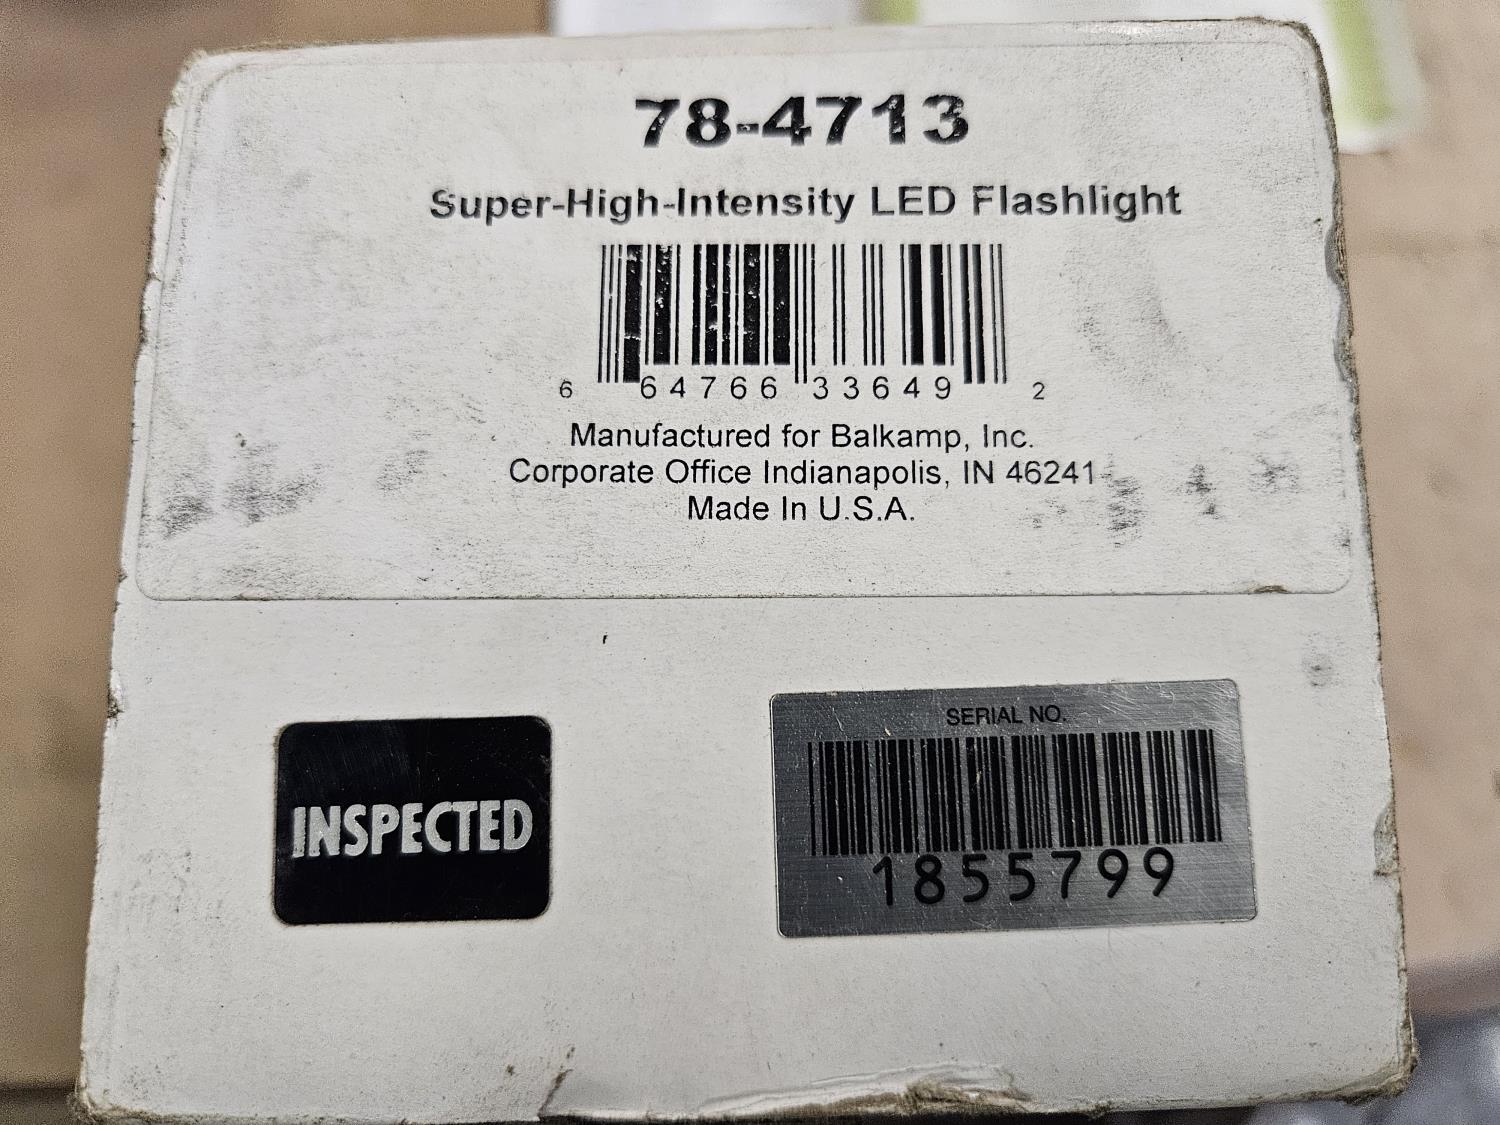 78-4713
Super-High-Intensity LED Flashlight
6 64766 33649 2
Manufactured for Balkamp, Inc.
Corporate Office Indianapolis, IN 46241
Made In U.S.A.
INSPECTED
SERIAL NO.
1855799